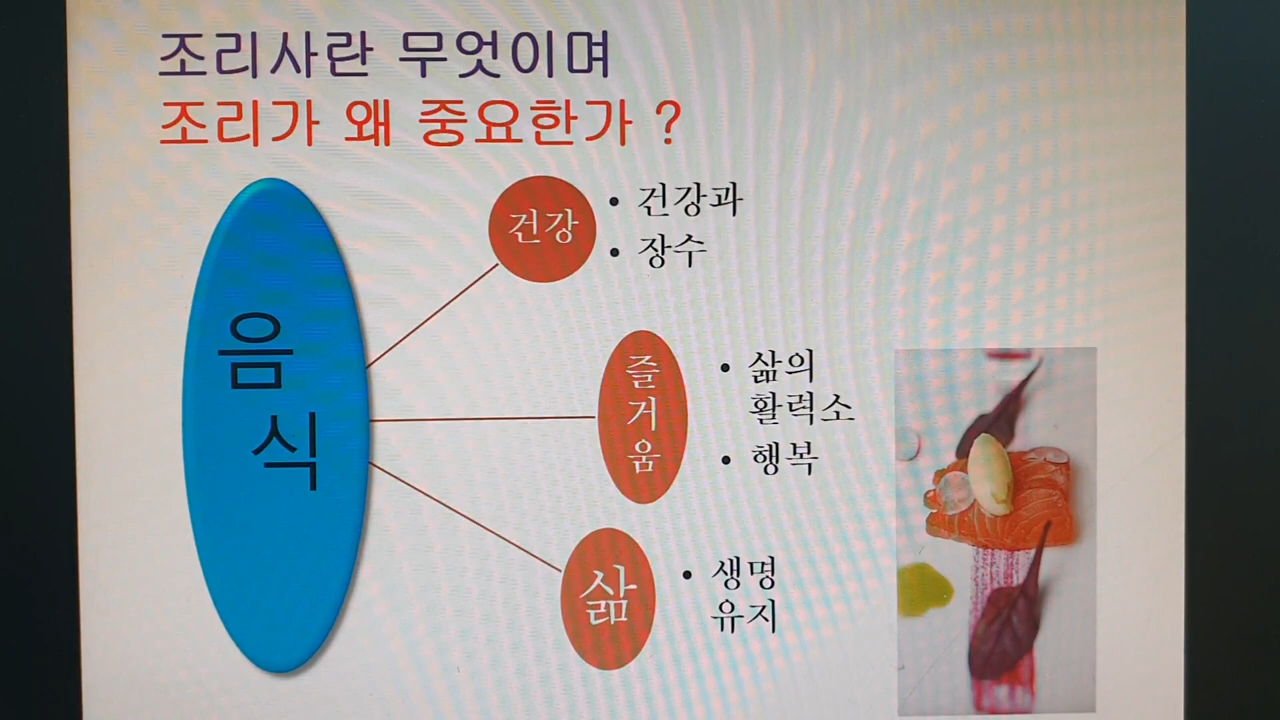 조리사란 무엇이며
조리가 왜 중요한가 ?
음
식
건강
• 건강과
• 장수
즐
거
움
• 삶의
활력소
• 행복
삶
• 생명
유지